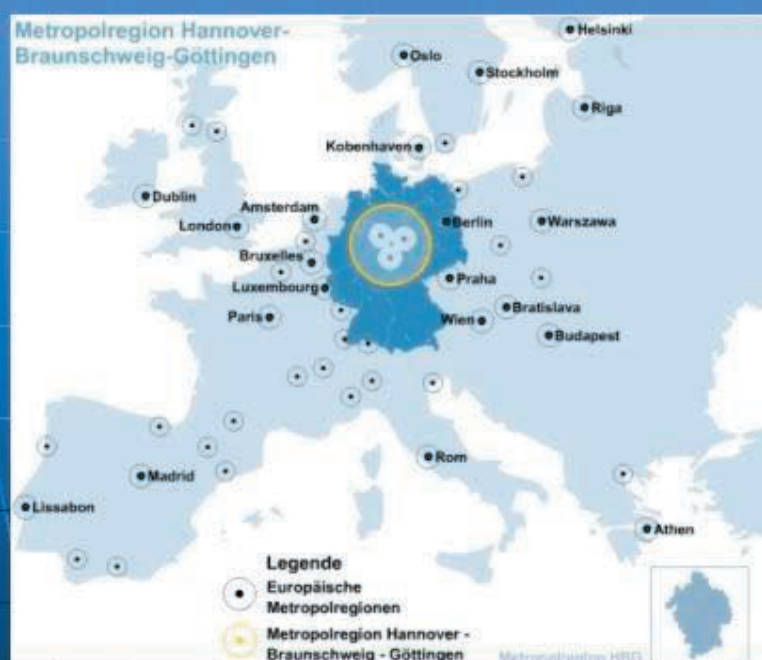 Metropolregion Hannover-
Braunschweig-Göttingen
Helsinki
Oslo
Stockholm
Riga
Kobenhaven
Dublin
Amsterdam
London
Berlin
Warszawa
Bruxelles
Praha
Luxembourg
Bratislava
Paris
Wien
Budapest
Rom
Madrid
Lissabon
Athen
Legende
Europäische
Metropolregionen
Metropolregion Hannover -
Braunschweig - Göttingen